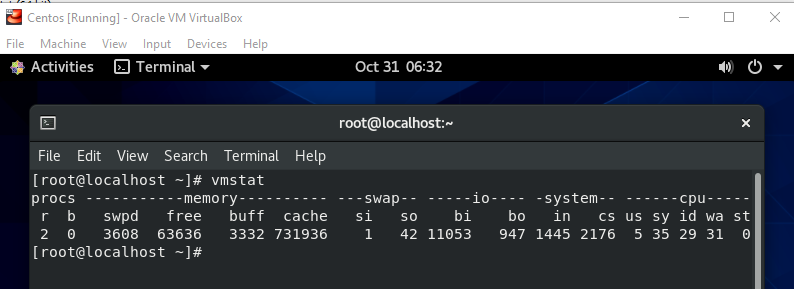 Centos [Running] - Oracle VM VirtualBox
File Machine View Input Devices Help
Activities Terminal Oct 31 06:32
root@localhost:~
File Edit View Search Terminal Help
[root@localhost ~]# vmstat
procs -----------memory---------- ---swap-- -----io---- -system-- ------cpu-----
 r  b   swpd   free   buff  cache   si   so    bi    bo   in   cs us sy id wa st
 2  0   3608  63636   3332 731936    1   42 11053   947 1445 2176  5 35 29 31  0
[root@localhost ~]#